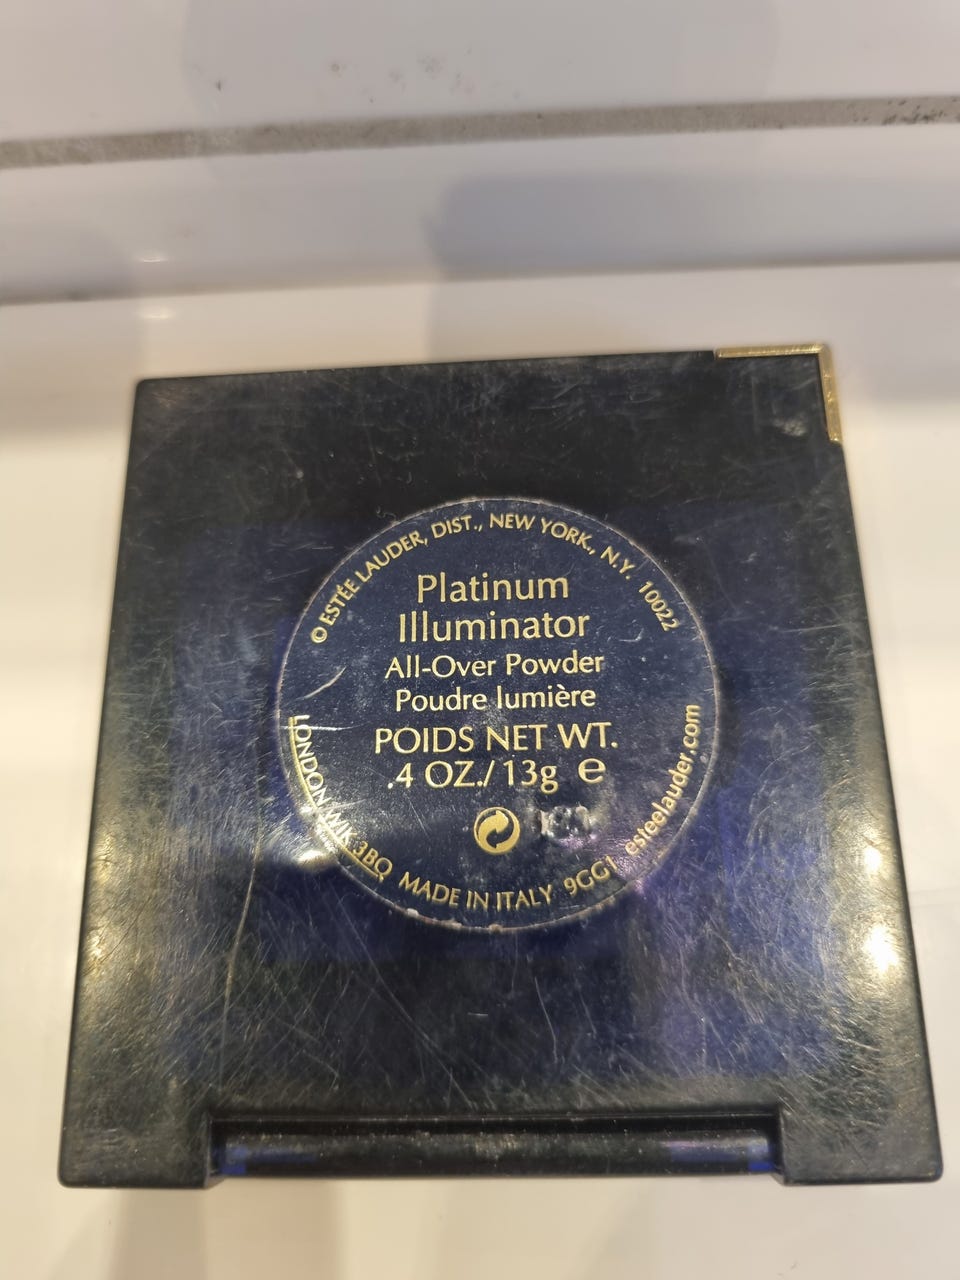 © ESTÉE LAUDER, DIST., NEW YORK, N.Y. 10022
Platinum
Illuminator
All-Over Powder
Poudre lumière
POIDS NET WT.
.4 OZ./13g e
LONDON W1K 3BQ MADE IN ITALY 9GG1 esteelauder.com